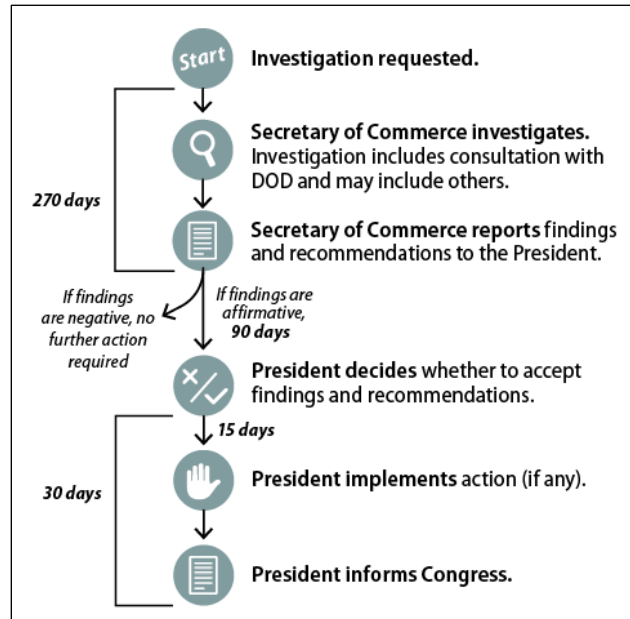 Start
Investigation requested.
Secretary of Commerce investigates.
Investigation includes consultation with
DOD and may include others.
270 days
Secretary of Commerce reports findings
and recommendations to the President.
If findings
are negative, no
further action
required
If findings are
affirmative,
90 days
President decides whether to accept
findings and recommendations.
15 days
30 days
President implements action (if any).
President informs Congress.